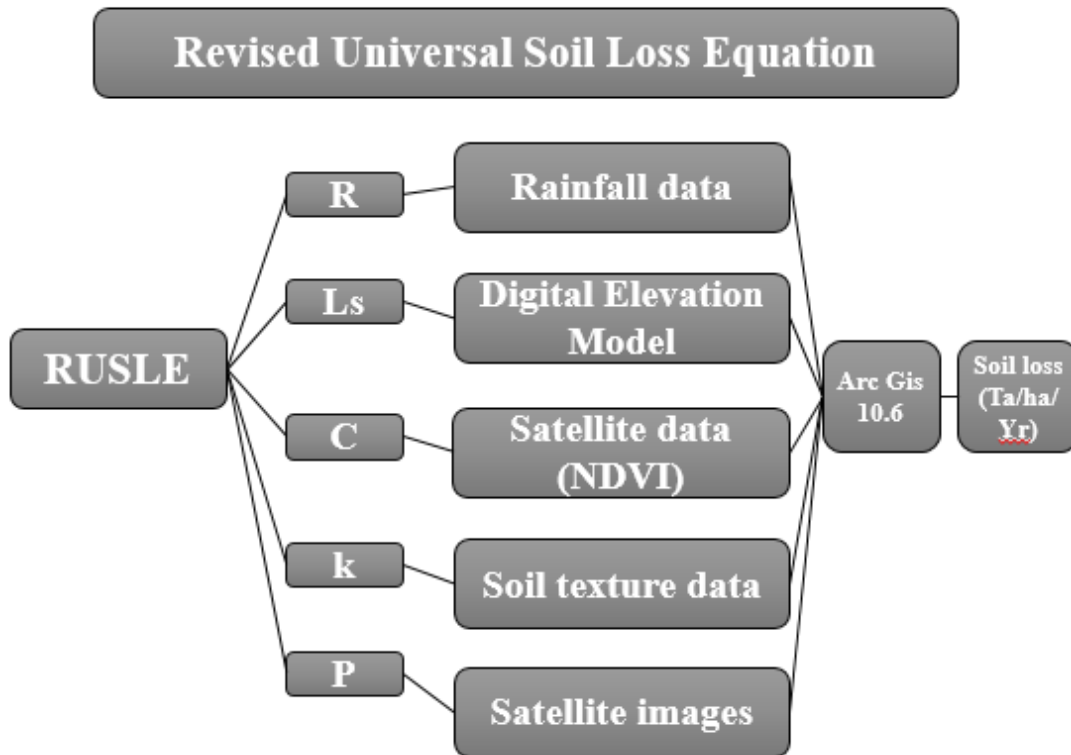 Revised Universal Soil Loss Equation
RUSLE
R
Rainfall data
Ls
Digital Elevation
Model
C
Satellite data
(NDVI)
k
Soil texture data
P
Satellite images
Arc Gis
10.6
Soil loss
(Ta/ha/
Yr)